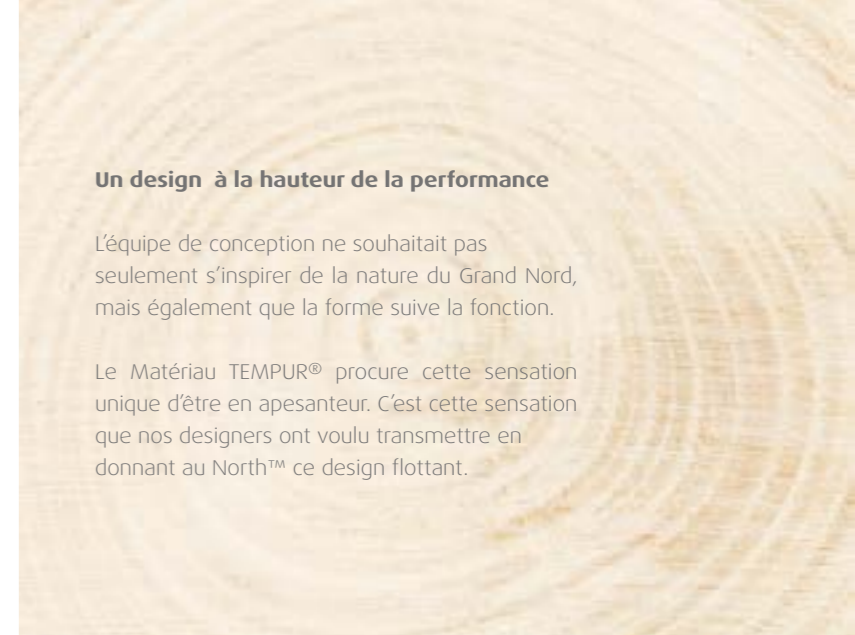 Un design à la hauteur de la performance
L’équipe de conception ne souhaitait pas
seulement s’inspirer de la nature du Grand Nord,
mais également que la forme suive la fonction.
Le Matériau TEMPUR® procure cette sensation
unique d’être en apesanteur. C’est cette sensation
que nos designers ont voulu transmettre en
donnant au North™ ce design flottant.